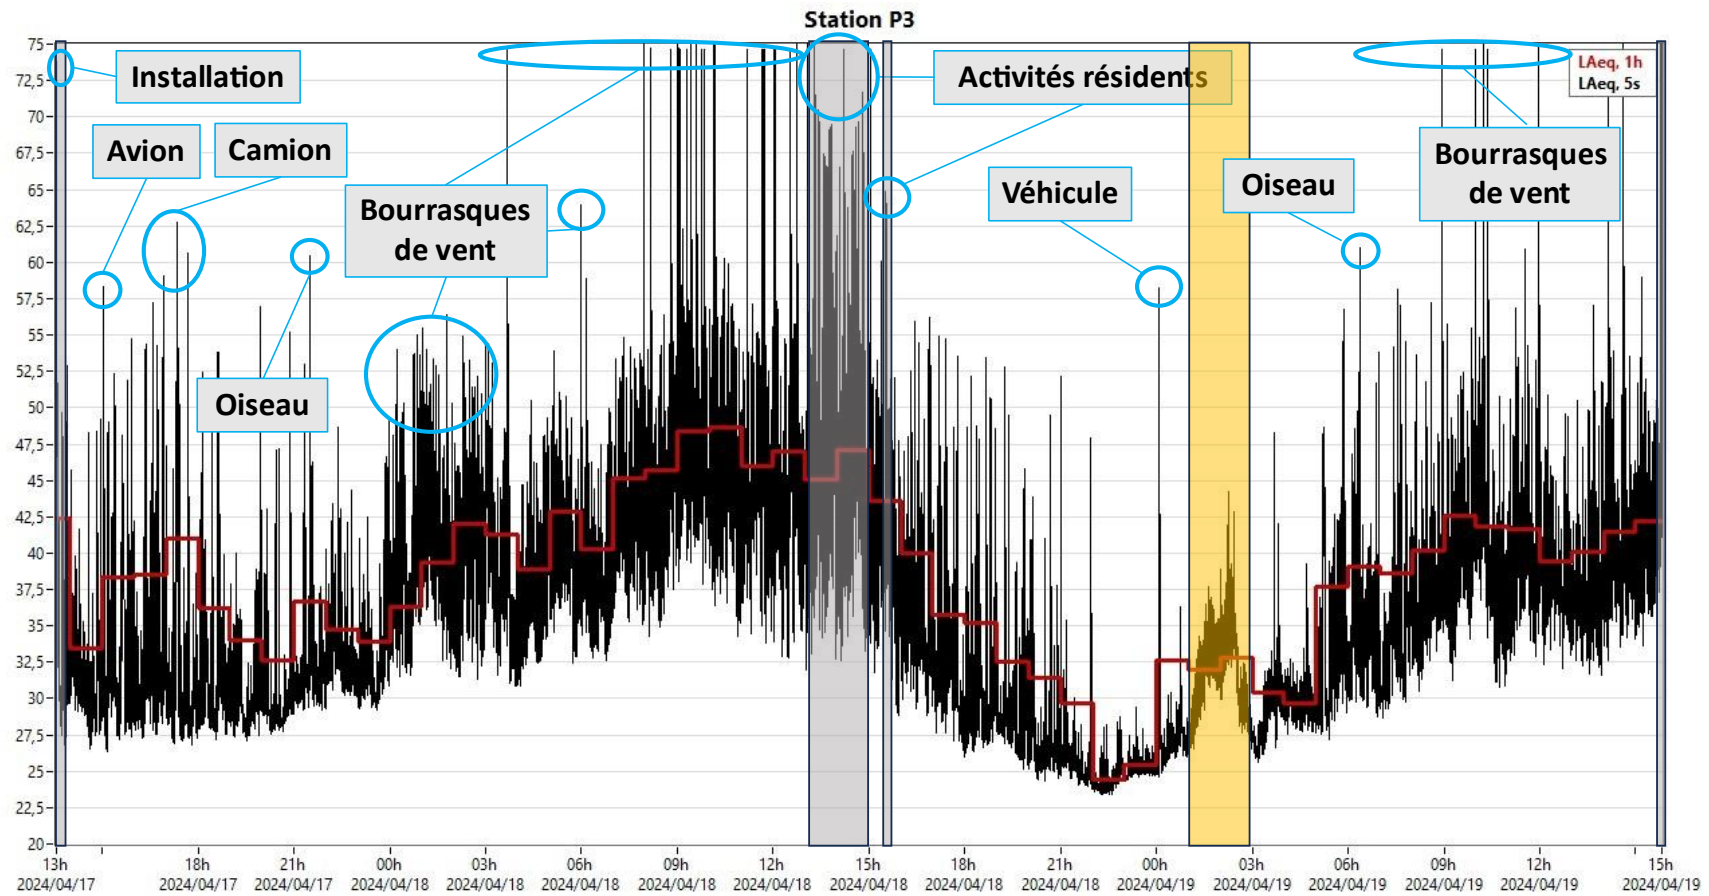 Station P3
75
72,5
70
67,5
65
62,5
60
57,5
55
52,5
50
47,5
45
42,5
40
37,5
35
32,5
30
27,5
25
22,5
20
Installation
Avion
Camion
Oiseau
Bourrasques
de vent
Activités résidents
Véhicule
Oiseau
Bourrasques
de vent
LAeq, 1h
LAeq, 5s
13h 18h 21h 00h 03h 06h 09h 12h 15h 18h 21h 00h 03h 06h 09h 12h 15h
2024/04/17 2024/04/17 2024/04/17 2024/04/18 2024/04/18 2024/04/18 2024/04/18 2024/04/18 2024/04/18 2024/04/18 2024/04/18 2024/04/19 2024/04/19 2024/04/19 2024/04/19 2024/04/19 2024/04/19